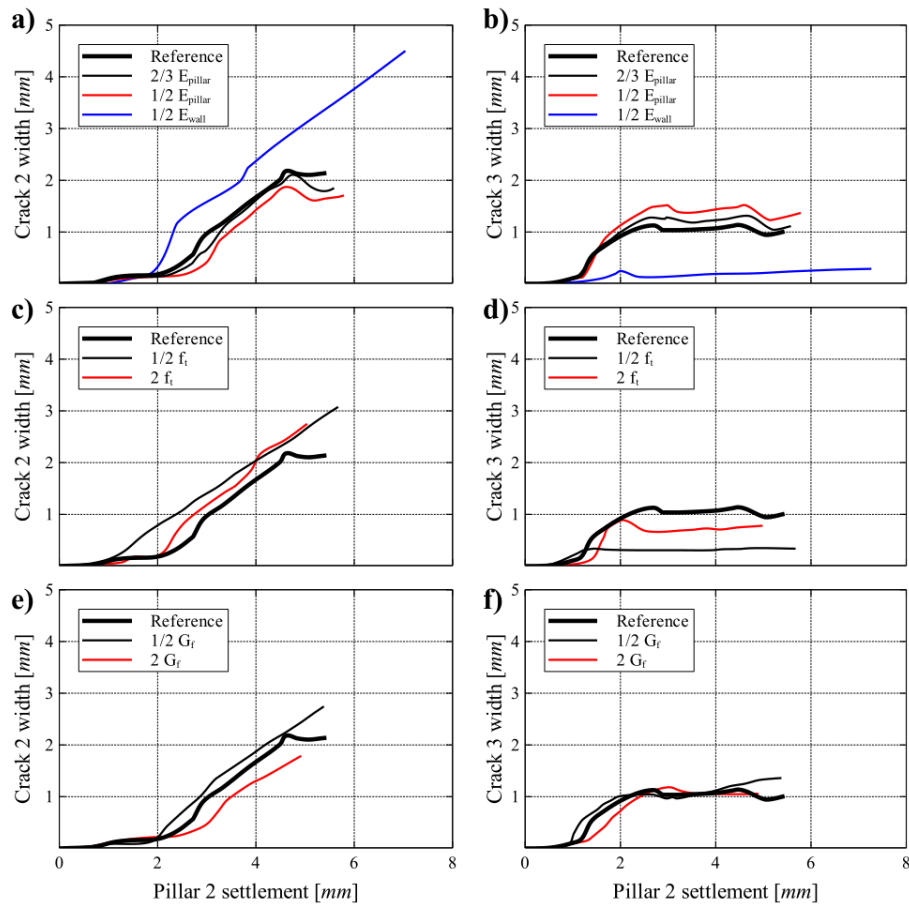 a)
5
4
3
2
1
Crack 2 width [mm]
Reference
2/3 E_pillar
1/2 E_pillar
1/2 E_wall
b)
5
4
3
2
1
Crack 3 width [mm]
Reference
2/3 E_pillar
1/2 E_pillar
1/2 E_wall
c)
5
4
3
2
1
Crack 2 width [mm]
Reference
1/2 f_t
2 f_t
d)
5
4
3
2
1
Crack 3 width [mm]
Reference
1/2 f_t
2 f_t
e)
5
4
3
2
1
Crack 2 width [mm]
Reference
1/2 G_f
2 G_f
0 2 4 6 8
Pillar 2 settlement [mm]
f)
5
4
3
2
1
Crack 3 width [mm]
Reference
1/2 G_f
2 G_f
0 2 4 6 8
Pillar 2 settlement [mm]